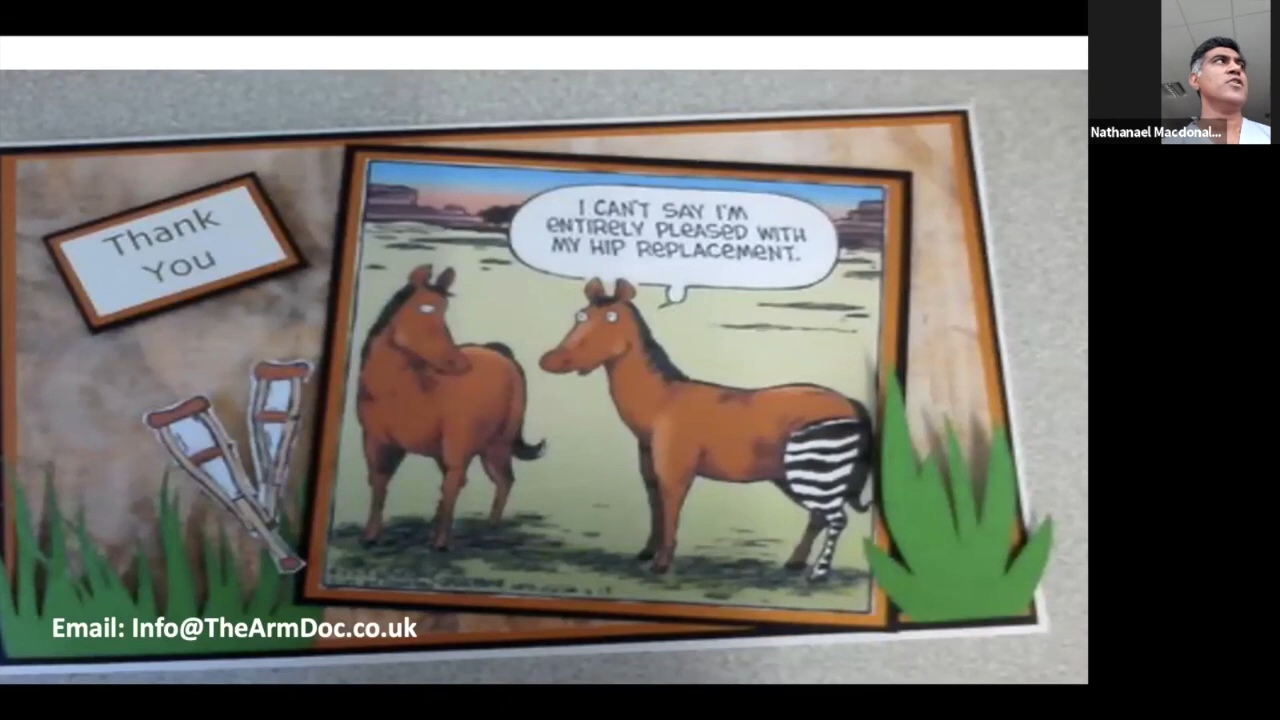 Thank
You
I CAN'T SAY I'M
ENTIRELY PLEASED WITH
MY HIP REPLACEMENT.
Email: Info@TheArmDoc.co.uk
Nathanael Macdonal...